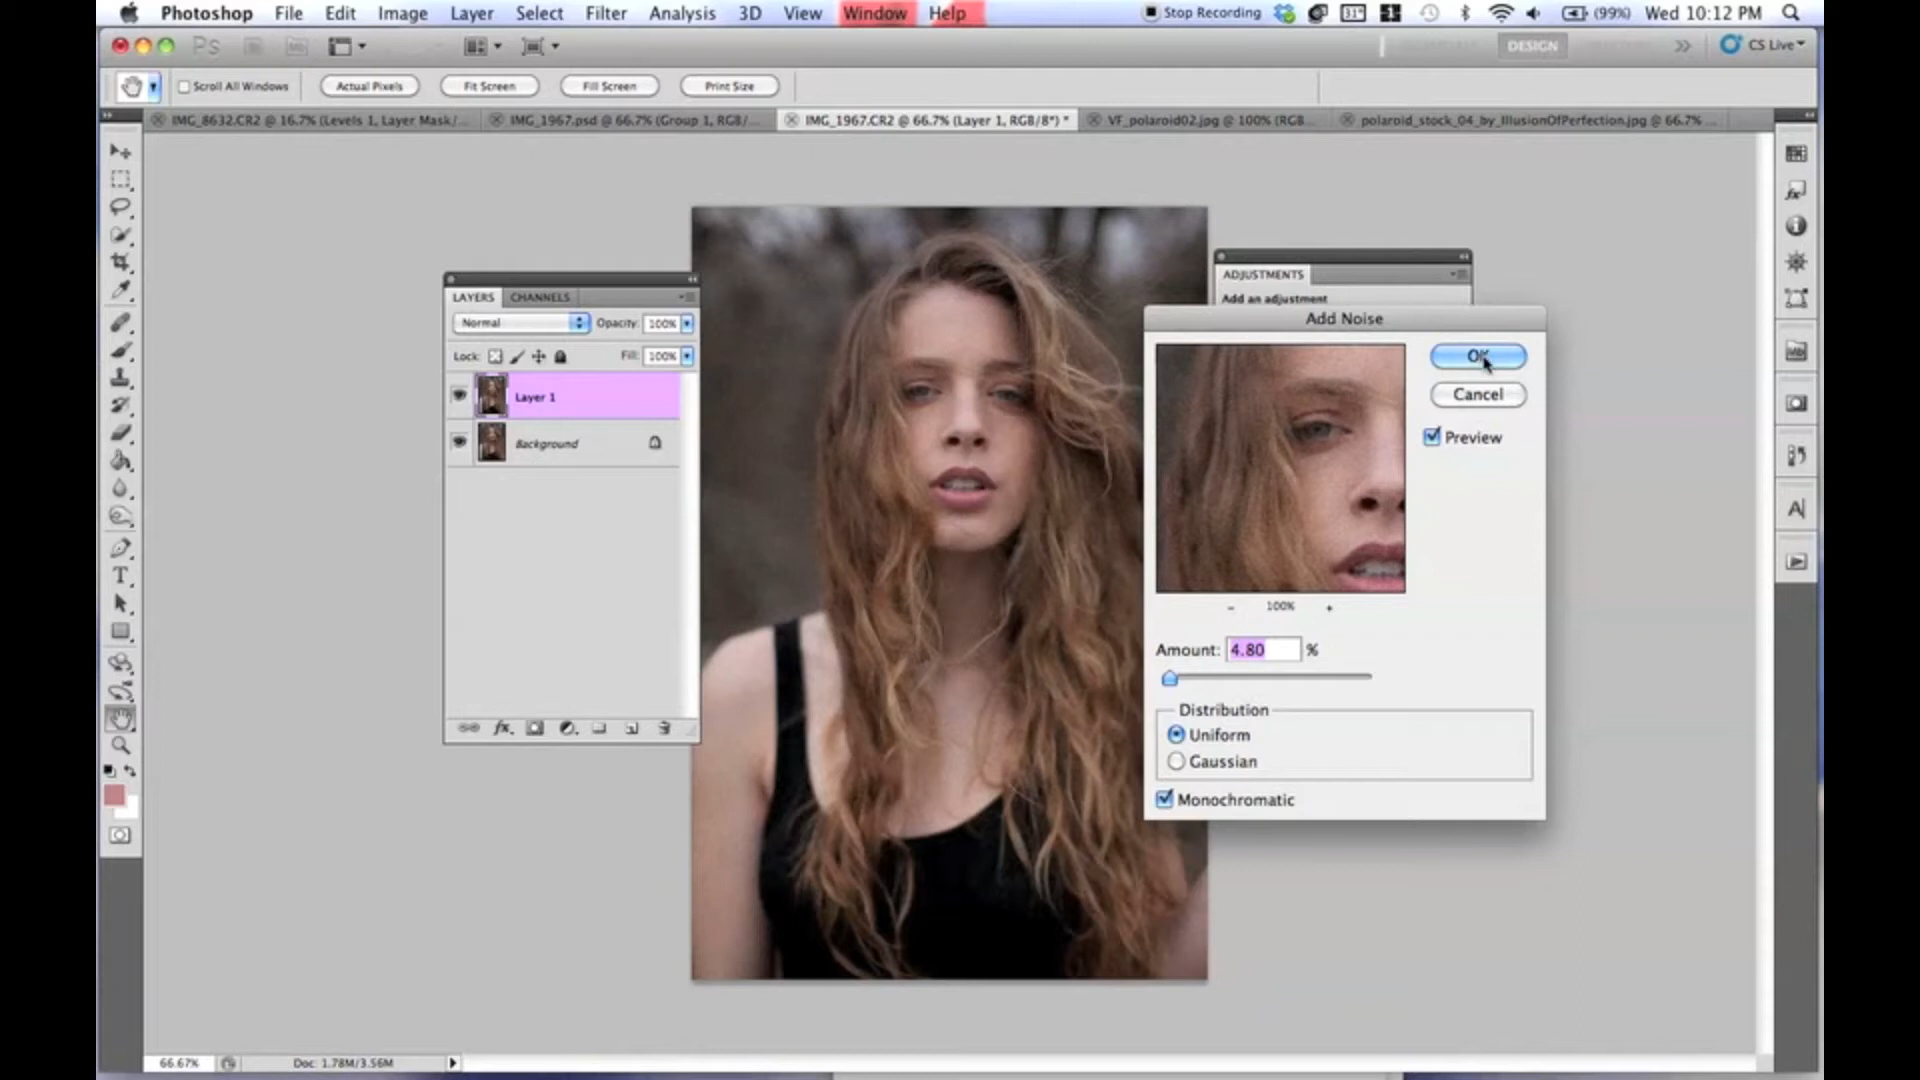 Photoshop File Edit Image Layer Select Filter Analysis 3D View Window Help Stop Recording 31 1 (99%) Wed 10:12 PM
Ps Mb DESIGN CS Live
Scroll All Windows Actual Pixels Fit Screen Fill Screen Print Size
IMG_8632.CR2 @ 16.7% (Levels 1, Layer Mask/... IMG_1967.psd @ 66.7% (Group 1, RGB/... IMG_1967.CR2 @ 66.7% (Layer 1, RGB/8*) * VF_polaroid02.jpg @ 100% (RGB... polaroid_stock_04_by_IllusionOfPerfection.jpg @ 66.7% ...
ADJUSTMENTS
Add an adjustment
LAYERS CHANNELS
Normal Opacity: 100%
Lock: Fill: 100%
Layer 1
Background
Add Noise
OK
Cancel
Preview
100%
Amount: 4.80 %
Distribution
Uniform
Gaussian
Monochromatic
66.67% Doc: 1.78M/3.56M